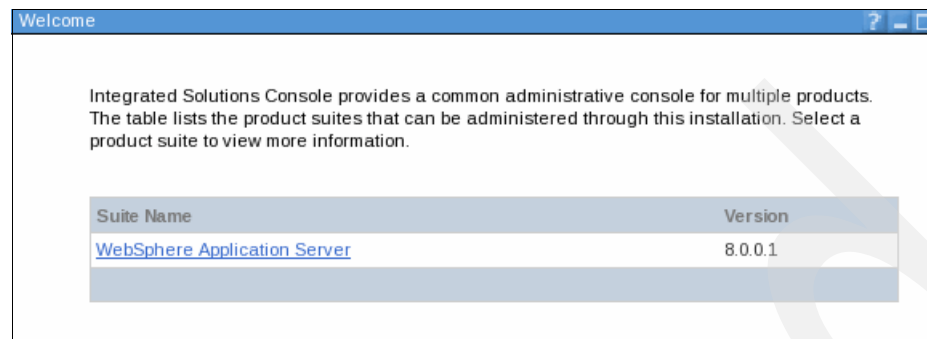 Welcome ?
Integrated Solutions Console provides a common administrative console for multiple products.
The table lists the product suites that can be administered through this installation. Select a
product suite to view more information.
Suite Name Version
WebSphere Application Server 8.0.0.1